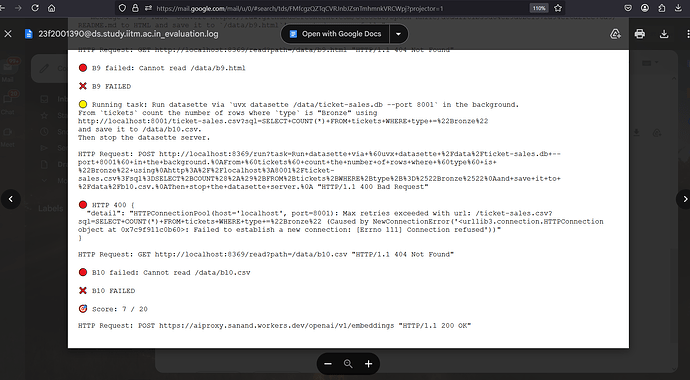 https://mail.google.com/mail/u/0/#search/tds/FMfcgzQZTqCVRJnbJZsnTmhmnkVRCWpj?projector=1
110%
README.md to HTML and save it to `/data/b9.html`
23f2001390@ds.study.iitm.ac.in_evaluation.log
Open with Google Docs
HTTP Request: GET http://localhost:8369/read?path=/data/b9.html "HTTP/1.1 404 Not Found"
B9 failed: Cannot read /data/b9.html
B9 FAILED
Running task: Run datasette via `uvx datasette /data/ticket-sales.db --port 8001` in the background.
From `tickets` count the number of rows where `type` is "Bronze" using
http://localhost:8001/ticket-sales.csv?sql=SELECT+COUNT(*)+FROM+tickets+WHERE+type+=%22Bronze%22
and save it to /data/b10.csv.
Then stop the datasette server.
HTTP Request: POST http://localhost:8369/run?task=Run+datasette+via+%60uvx+datasette+%2Fdata%2Fticket-sales.db+--
port+8001%60+in+the+background.%0AFrom+%60tickets%60+count+the+number+of+rows+where+%60type%60+is+
%22Bronze%22+using%0Ahttp%3A%2F%2Flocalhost%3A8001%2Fticket-
sales.csv%3Fsql%3DSELECT%2BCOUNT%28%2A%29%2BFROM%2Btickets%2BWHERE%2Btype%2B%3D%2522Bronze%2522%0Aand+save+it+to+
%2Fdata%2Fb10.csv.%0AThen+stop+the+datasette+server.%0A "HTTP/1.1 400 Bad Request"
HTTP 400 {
"detail": "HTTPConnectionPool(host='localhost', port=8001): Max retries exceeded with url: /ticket-sales.csv?
sql=SELECT+COUNT(*)+FROM+tickets+WHERE+type+=%22Bronze%22 (Caused by NewConnectionError('<urllib3.connection.HTTPConnection
object at 0x7c9f911c0b60>: Failed to establish a new connection: [Errno 111] Connection refused'))"
}
HTTP Request: GET http://localhost:8369/read?path=/data/b10.csv "HTTP/1.1 404 Not Found"
B10 failed: Cannot read /data/b10.csv
B10 FAILED
Score: 7 / 20
HTTP Request: POST https://aiproxy.sanand.workers.dev/openai/v1/embeddings "HTTP/1.1 200 OK"
Labels